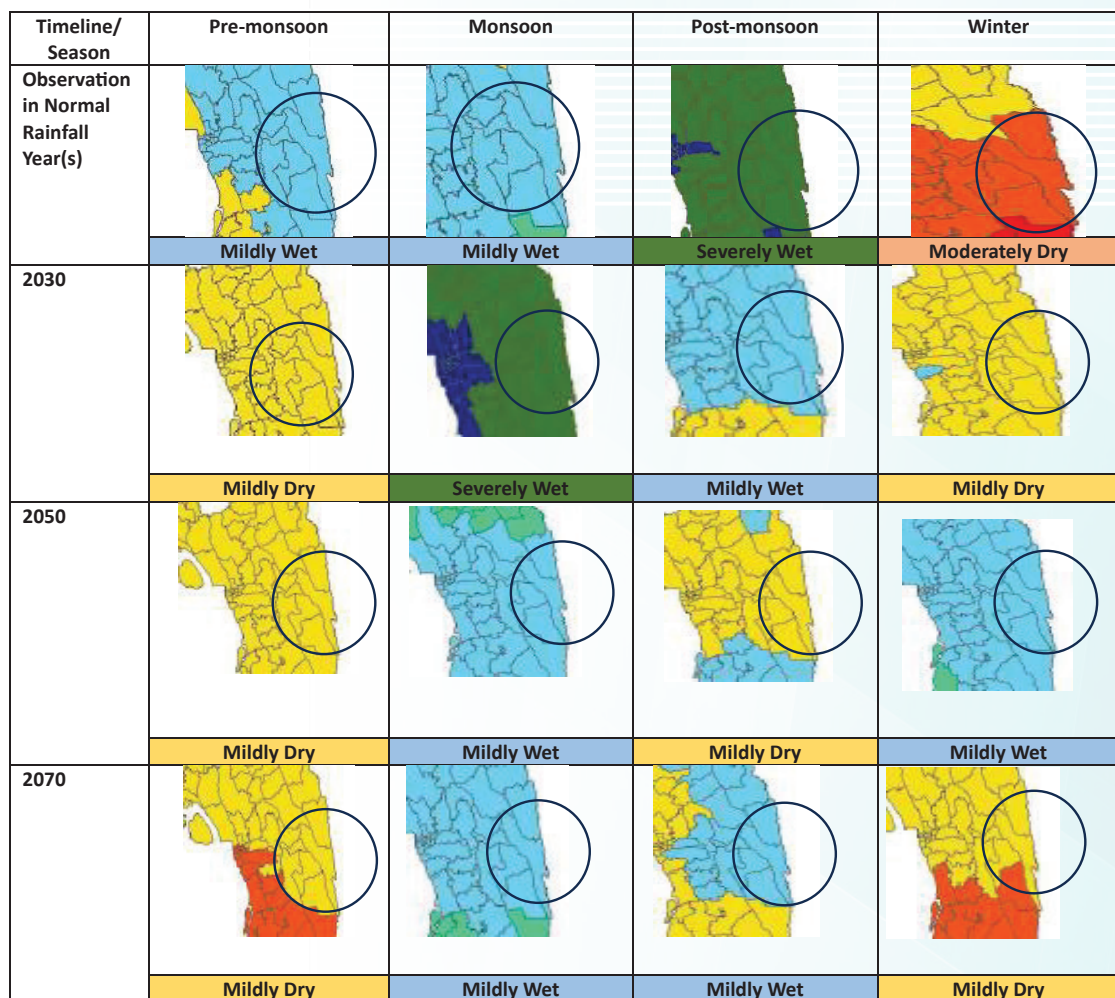 Timeline/
Season
Pre-monsoon
Monsoon
Post-monsoon
Winter
Observation
in Normal
Rainfall
Year(s)
Mildly Wet
Mildly Wet
Severely Wet
Moderately Dry
2030
Mildly Dry
Severely Wet
Mildly Wet
Mildly Dry
2050
Mildly Dry
Mildly Wet
Mildly Dry
Mildly Wet
2070
Mildly Dry
Mildly Wet
Mildly Wet
Mildly Dry